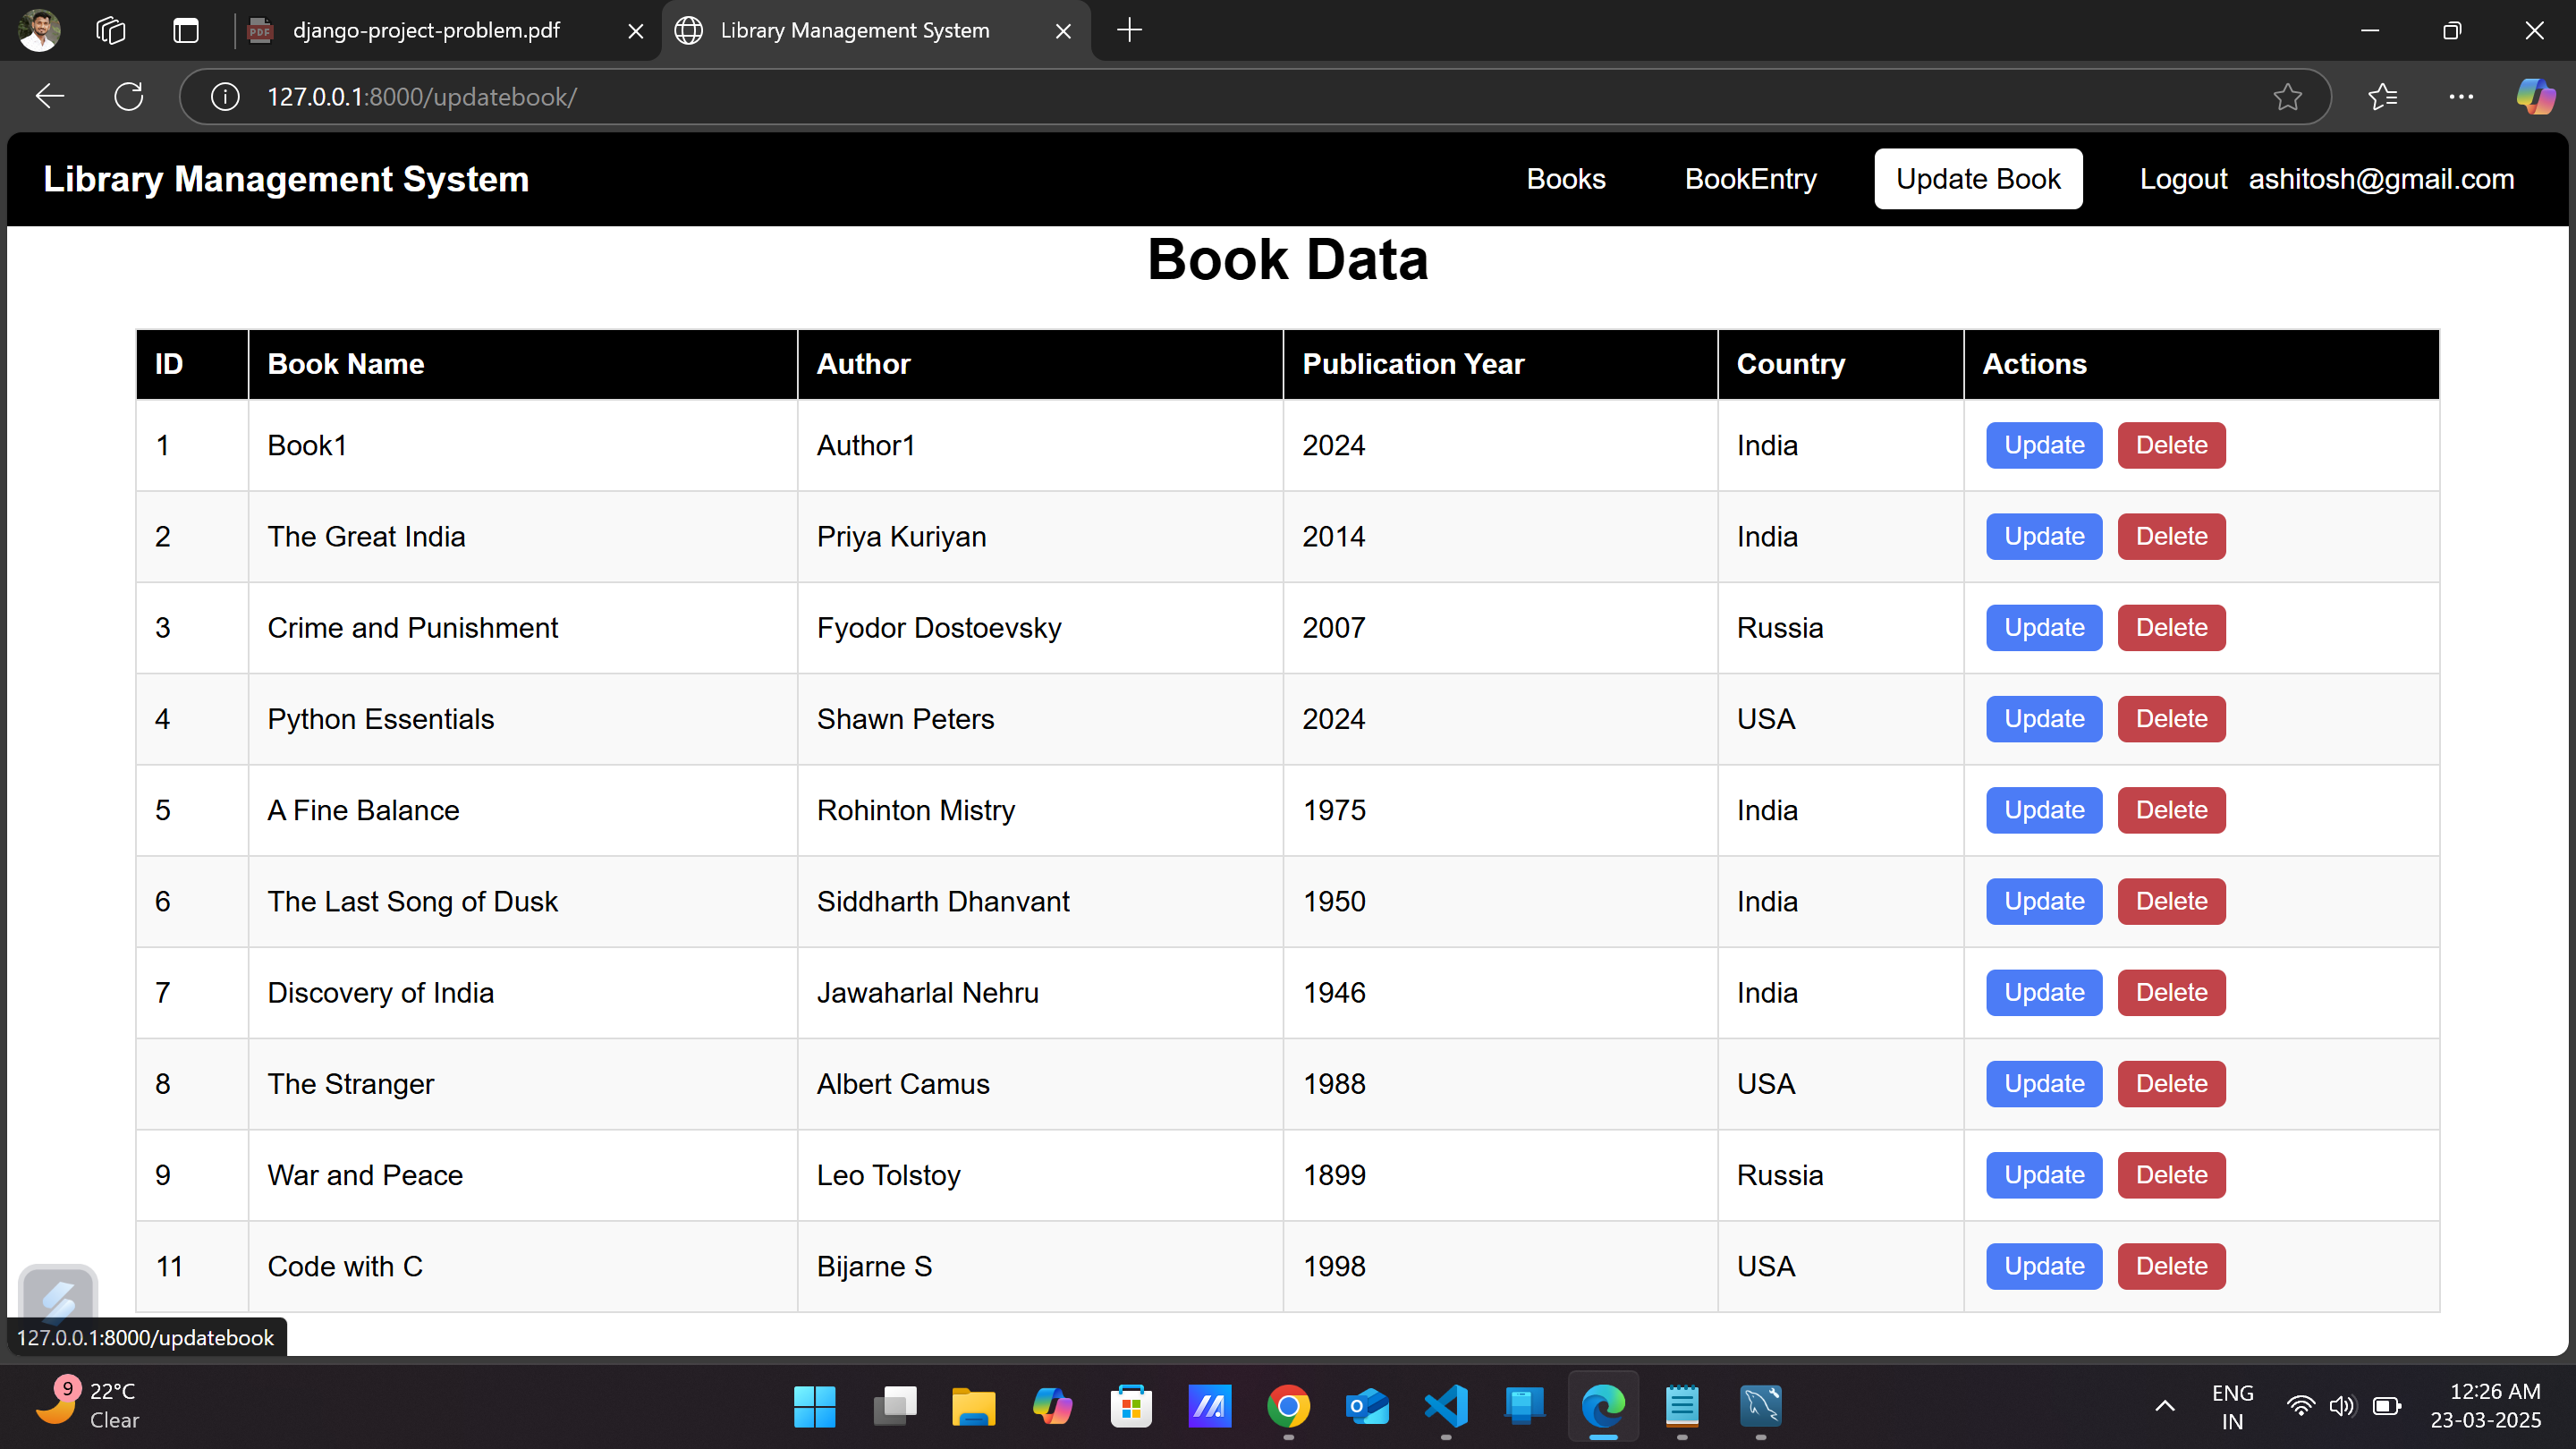 django-project-problem.pdf
Library Management System
127.0.0.1:8000/updatebook/
Library Management System Books BookEntry Update Book Logout ashitosh@gmail.com
Book Data
ID Book Name Author Publication Year Country Actions
1 Book1 Author1 2024 India Update Delete
2 The Great India Priya Kuriyan 2014 India Update Delete
3 Crime and Punishment Fyodor Dostoevsky 2007 Russia Update Delete
4 Python Essentials Shawn Peters 2024 USA Update Delete
5 A Fine Balance Rohinton Mistry 1975 India Update Delete
6 The Last Song of Dusk Siddharth Dhanvant 1950 India Update Delete
7 Discovery of India Jawaharlal Nehru 1946 India Update Delete
8 The Stranger Albert Camus 1988 USA Update Delete
9 War and Peace Leo Tolstoy 1899 Russia Update Delete
11 Code with C Bijarne S 1998 USA Update Delete
127.0.0.1:8000/updatebook
9
22°C
Clear
ENG
IN
12:26 AM
23-03-2025